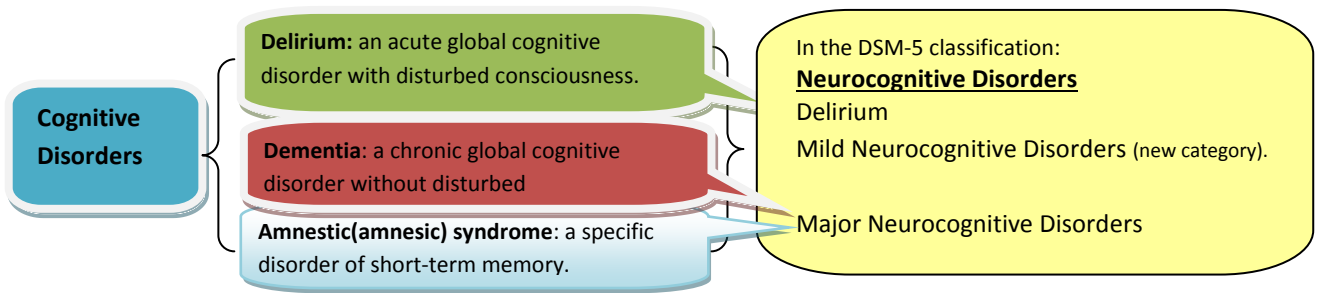 Cognitive
Disorders
Delirium: an acute global cognitive
disorder with disturbed consciousness.
Dementia: a chronic global cognitive
disorder without disturbed
Amnestic(amnesic) syndrome: a specific
disorder of short-term memory.
In the DSM-5 classification:
Neurocognitive Disorders
Delirium
Mild Neurocognitive Disorders (new category).
Major Neurocognitive Disorders